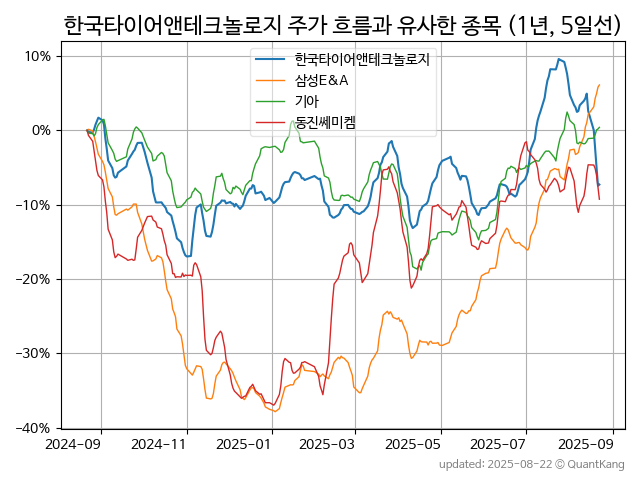 한국타이어앤테크놀로지 주가 흐름과 유사한 종목 (1년, 5일선)
한국타이어앤테크놀로지
삼성E&A
기아
동진쎄미켐
10%
0%
−10%
−20%
−30%
−40%
2024-09 2024-11 2025-01 2025-03 2025-05 2025-07 2025-09
updated: 2025-08-22 © QuantKang